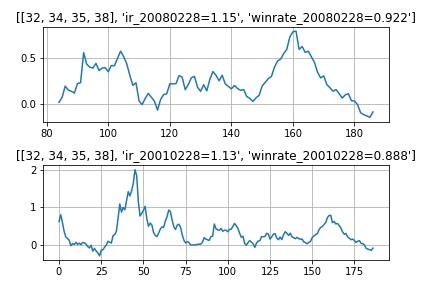 [[32, 34, 35, 38], 'ir_20080228=1.15', 'winrate_20080228=0.922']
0.5
0.0
80 100 120 140 160 180
[[32, 34, 35, 38], 'ir_20010228=1.13', 'winrate_20010228=0.888']
2
1
0
0 25 50 75 100 125 150 175